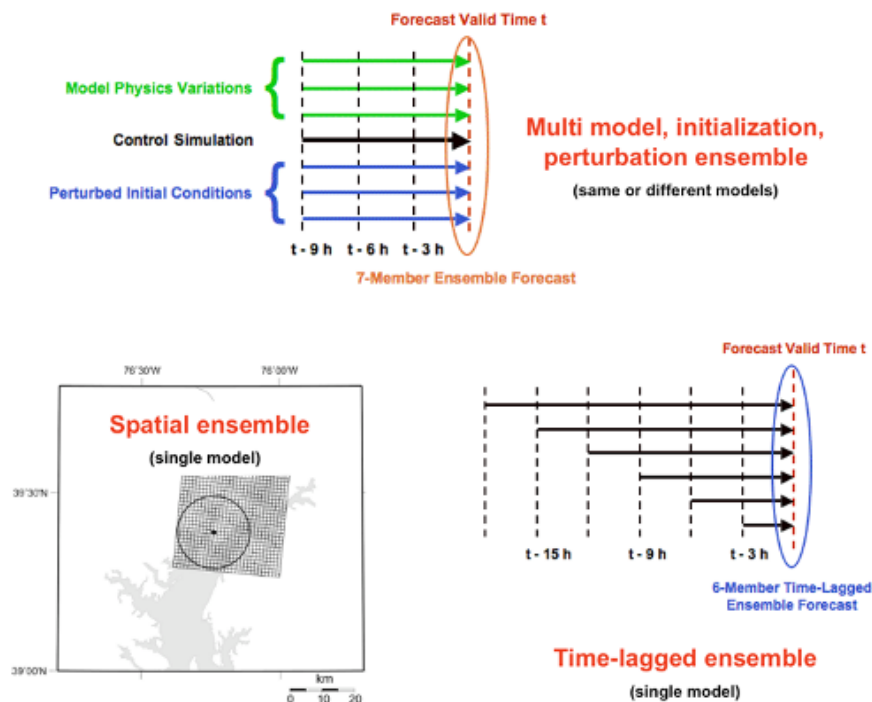 Forecast Valid Time t
Model Physics Variations
Control Simulation
Perturbed Initial Conditions
t - 9 h t - 6 h t - 3 h
7-Member Ensemble Forecast
Multi model, initialization,
perturbation ensemble
(same or different models)
76°30'W 76°00'W
Spatial ensemble
(single model)
39°30'N
39°00'N
km
0 10 20
Forecast Valid Time t
t - 15 h t - 9 h t - 3 h
6-Member Time-Lagged
Ensemble Forecast
Time-lagged ensemble
(single model)